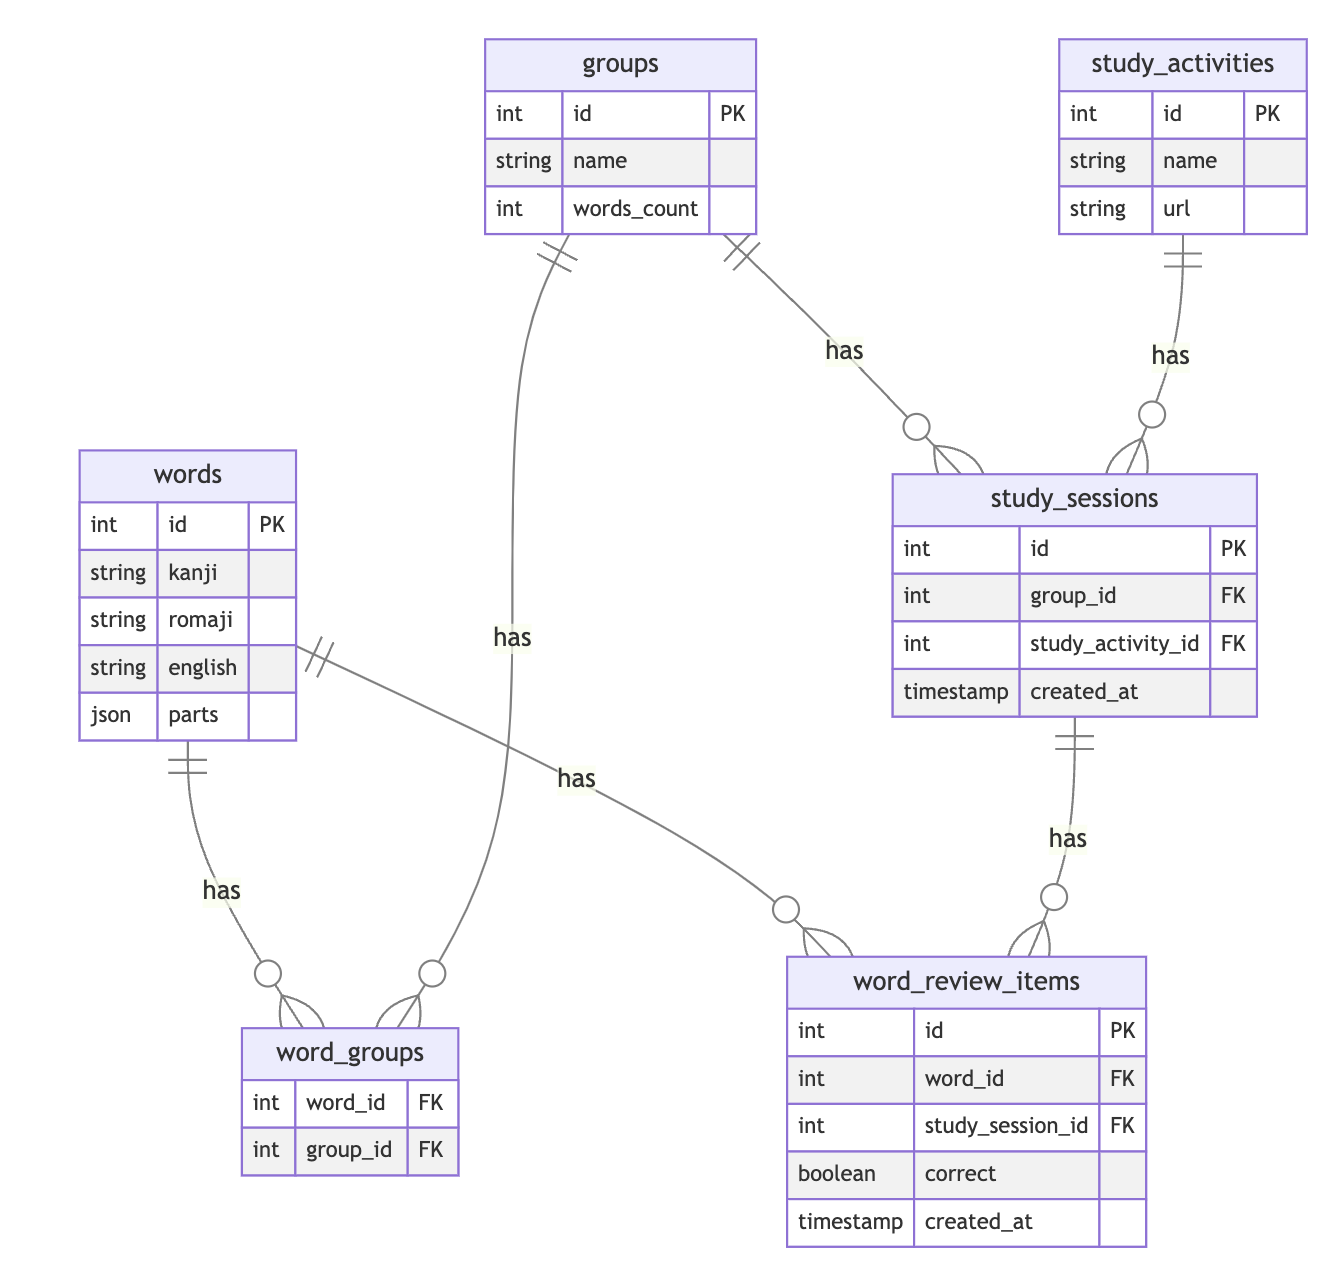 groups
int id PK
string name
int words_count
study_activities
int id PK
string name
string url
has
has
words
int id PK
string kanji
string romaji
string english
json parts
study_sessions
int id PK
int group_id FK
int study_activity_id FK
timestamp created_at
has
has
has
has
word_groups
int word_id FK
int group_id FK
word_review_items
int id PK
int word_id FK
int study_session_id FK
boolean correct
timestamp created_at